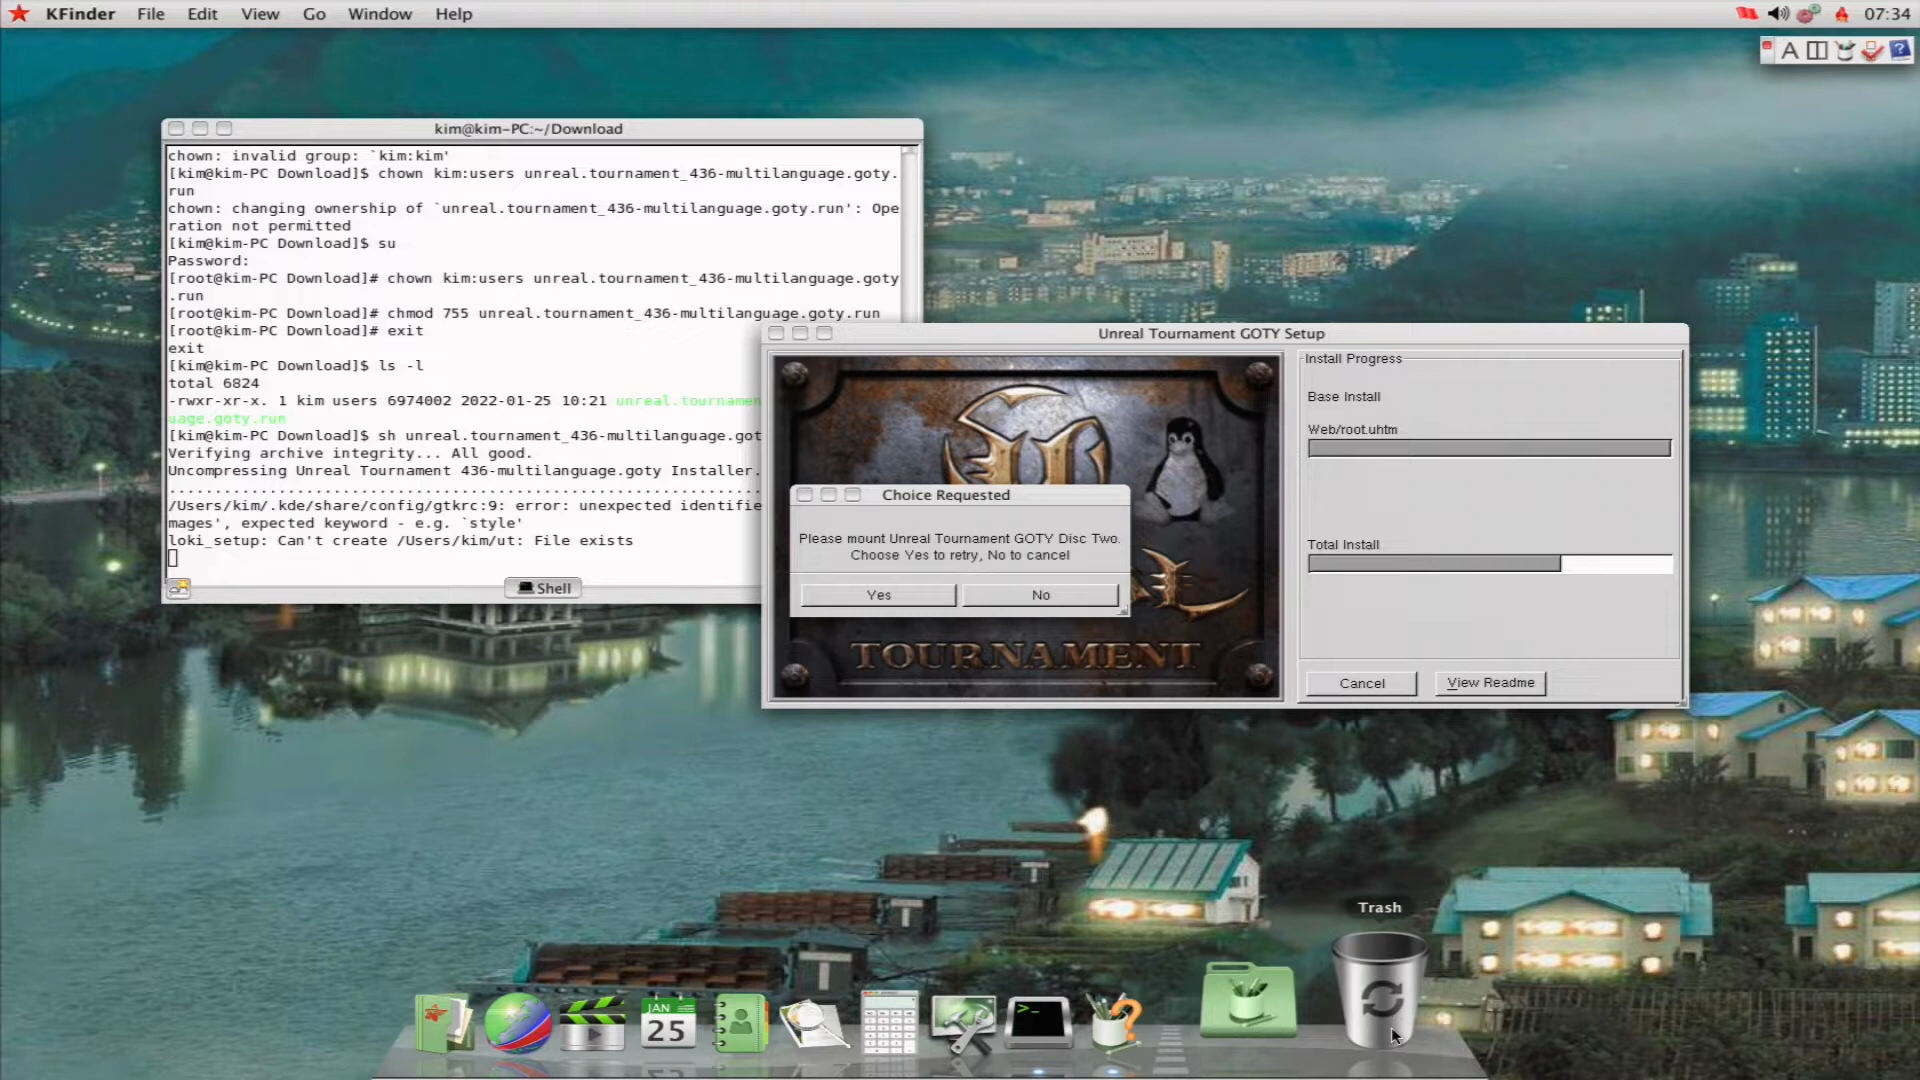 KFinder File Edit View Go Window Help 07:34
A ?
kim@kim-PC:~/Download
chown: invalid group: `kim:kim'
[kim@kim-PC Download]$ chown kim:users unreal.tournament_436-multilanguage.goty.
run
chown: changing ownership of `unreal.tournament_436-multilanguage.goty.run': Ope
ration not permitted
[kim@kim-PC Download]$ su
Password:
[root@kim-PC Download]# chown kim:users unreal.tournament_436-multilanguage.goty
.run
[root@kim-PC Download]# chmod 755 unreal.tournament_436-multilanguage.goty.run
[root@kim-PC Download]# exit
exit
[kim@kim-PC Download]$ ls -l
total 6824
-rwxr-xr-x. 1 kim users 6974002 2022-01-25 10:21 unreal.tournamen
uage.goty.run
[kim@kim-PC Download]$ sh unreal.tournament_436-multilanguage.got
Verifying archive integrity... All good.
Uncompressing Unreal Tournament 436-multilanguage.goty Installer.
/Users/kim/.kde/share/config/gtkrc:9: error: unexpected identifie
mages', expected keyword - e.g. `style'
loki_setup: Can't create /Users/kim/ut: File exists
Shell
Unreal Tournament GOTY Setup
TOURNAMENT
Choice Requested
Please mount Unreal Tournament GOTY Disc Two.
Choose Yes to retry, No to cancel
Yes No
Install Progress
Base Install
Web/root.uhtm
Total Install
Cancel View Readme
Trash
JAN
25
>_